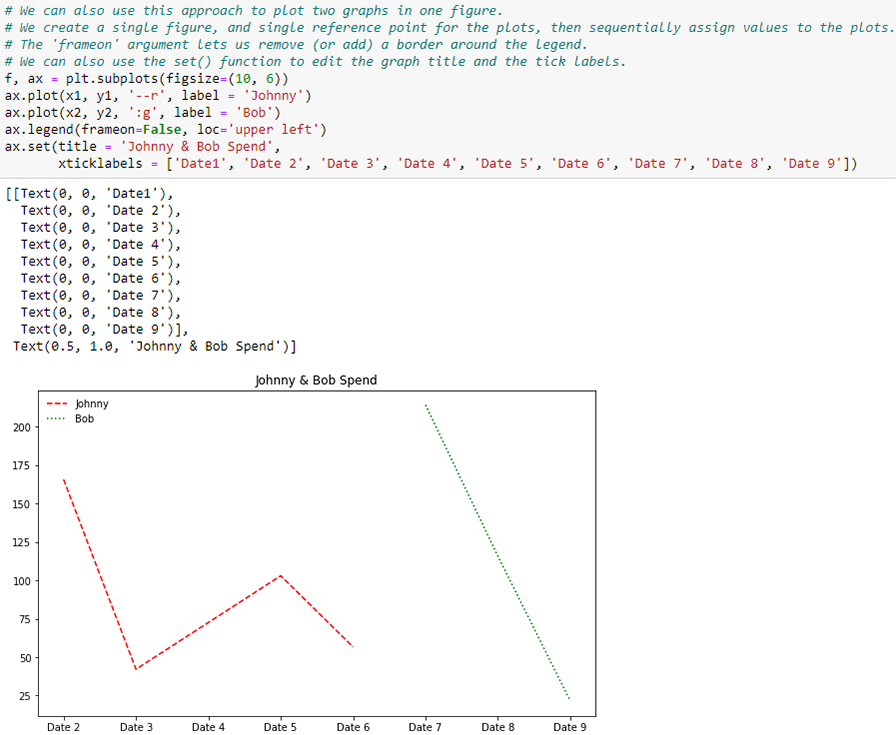 # We can also use this approach to plot two graphs in one figure.
# We create a single figure, and single reference point for the plots, then sequentially assign values to the plots.
# The 'frameon' argument lets us remove (or add) a border around the legend.
# We can also use the set() function to edit the graph title and the tick labels.
f, ax = plt.subplots(figsize=(10, 6))
ax.plot(x1, y1, '--r', label = 'Johnny')
ax.plot(x2, y2, ':g', label = 'Bob')
ax.legend(frameon=False, loc='upper left')
ax.set(title = 'Johnny & Bob Spend',
xticklabels = ['Date1', 'Date 2', 'Date 3', 'Date 4', 'Date 5', 'Date 6', 'Date 7', 'Date 8', 'Date 9'])
[[Text(0, 0, 'Date1'),
Text(0, 0, 'Date 2'),
Text(0, 0, 'Date 3'),
Text(0, 0, 'Date 4'),
Text(0, 0, 'Date 5'),
Text(0, 0, 'Date 6'),
Text(0, 0, 'Date 7'),
Text(0, 0, 'Date 8'),
Text(0, 0, 'Date 9')],
Text(0.5, 1.0, 'Johnny & Bob Spend')]
Johnny & Bob Spend
Johnny
Bob
200
175
150
125
100
75
50
25
Date 2 Date 3 Date 4 Date 5 Date 6 Date 7 Date 8 Date 9